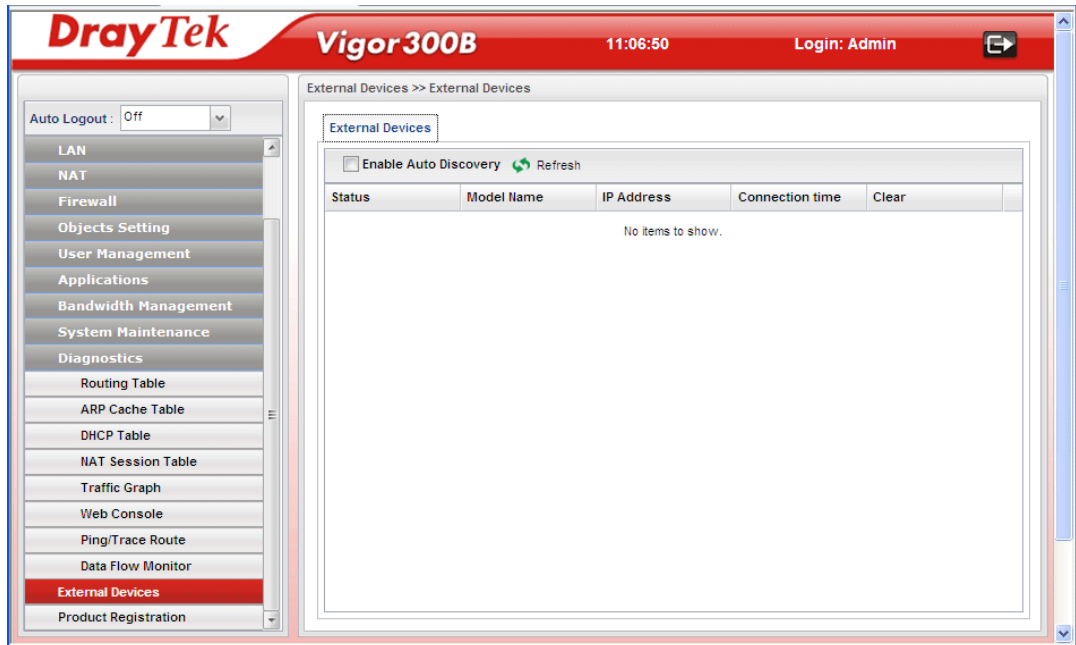 DrayTek
Vigor300B
11:06:50
Login: Admin
Auto Logout : Off
LAN
NAT
Firewall
Objects Setting
User Management
Applications
Bandwidth Management
System Maintenance
Diagnostics
Routing Table
ARP Cache Table
DHCP Table
NAT Session Table
Traffic Graph
Web Console
Ping/Trace Route
Data Flow Monitor
External Devices
Product Registration
External Devices >> External Devices
External Devices
Enable Auto Discovery Refresh
Status Model Name IP Address Connection time Clear
No items to show.